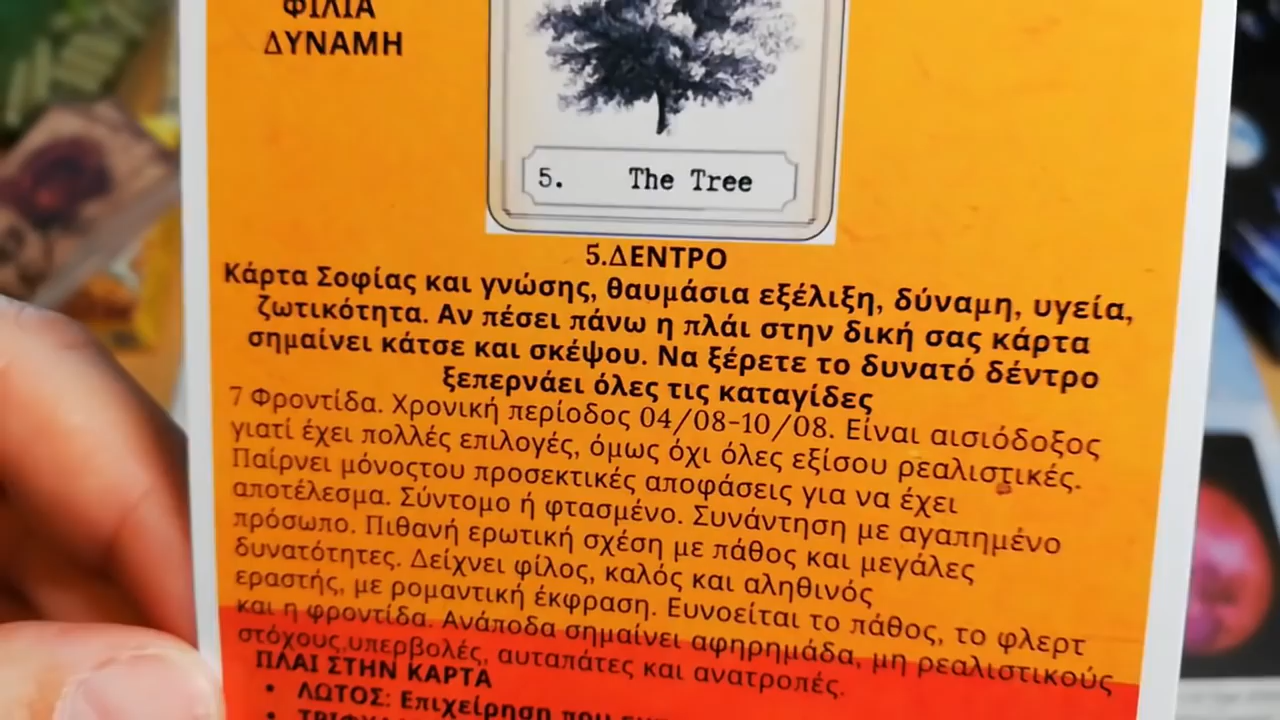 ΦΙΛΙΑ
ΔΥΝΑΜΗ
5. The Tree
5.ΔΕΝΤΡΟ
Κάρτα Σοφίας και γνώσης, θαυμάσια εξέλιξη, δύναμη, υγεία,
ζωτικότητα. Αν πέσει πάνω η πλάι στην δική σας κάρτα
σημαίνει κάτσε και σκέψου. Να ξέρετε το δυνατό δέντρο
ξεπερνάει όλες τις καταγίδες
7 Φροντίδα. Χρονική περίοδος 04/08-10/08. Είναι αισιόδοξος
γιατί έχει πολλές επιλογές, όμως όχι όλες εξίσου ρεαλιστικές.
Παίρνει μόνοςτου προσεκτικές αποφάσεις για να έχει
αποτέλεσμα. Σύντομο ή φτασμένο. Συνάντηση με αγαπημένο
πρόσωπο. Πιθανή ερωτική σχέση με πάθος και μεγάλες
δυνατότητες. Δείχνει φίλος, καλός και αληθινός
εραστής, με ρομαντική έκφραση. Ευνοείται το πάθος, το φλερτ
και η φροντίδα. Ανάποδα σημαίνει αφηρημάδα, μη ρεαλιστικούς
στόχους,υπερβολές, αυταπάτες και ανατροπές.
ΠΛΑΙ ΣΤΗΝ ΚΑΡΤΑ
• ΛΩΤΟΣ: Επιχείρηση που